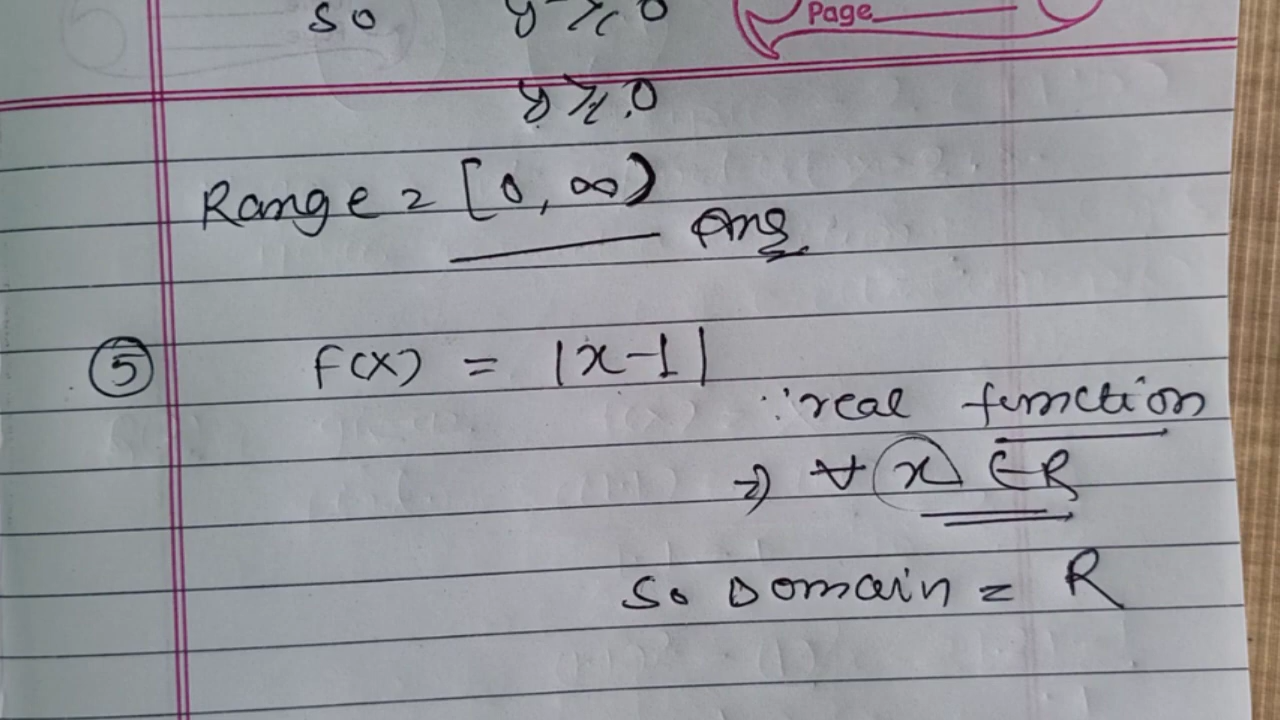 so y ⩾ 0 Page
y ⩾ 0
Range = [0, ∞)
Ans
⑤ f(x) = |x-1|
∵ real function
⇒ ∀ x ∈ R
So Domain = R